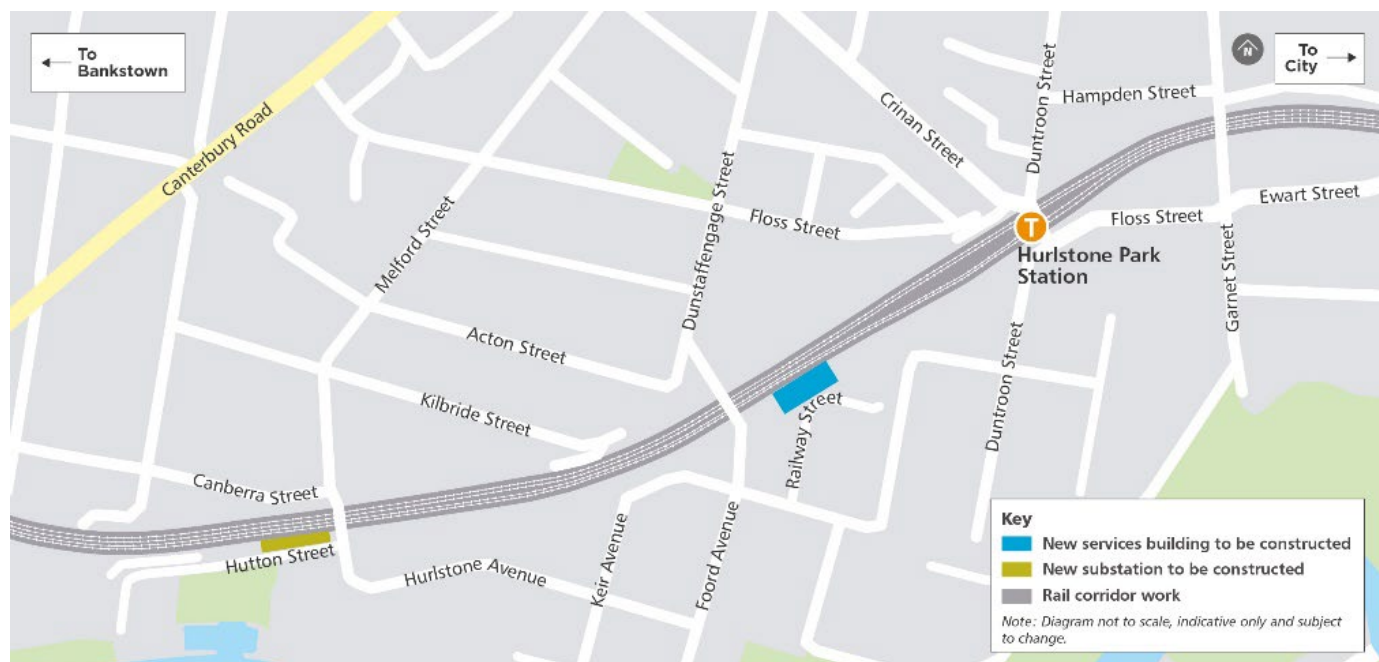 To
Bankstown
N
To
City
Canterbury Road
Crinan Street
Duntroon Street
Hampden Street
Melford Street
Dunstaffengage Street
Floss Street
T
Floss Street
Ewart Street
Hurlstone Park
Station
Garnet Street
Acton Street
Kilbride Street
Railway Street
Duntroon Street
Canberra Street
Hutton Street
Hurlstone Avenue
Keir Avenue
Foord Avenue
Key
New services building to be constructed
New substation to be constructed
Rail corridor work
Note: Diagram not to scale, indicative only and subject
to change.